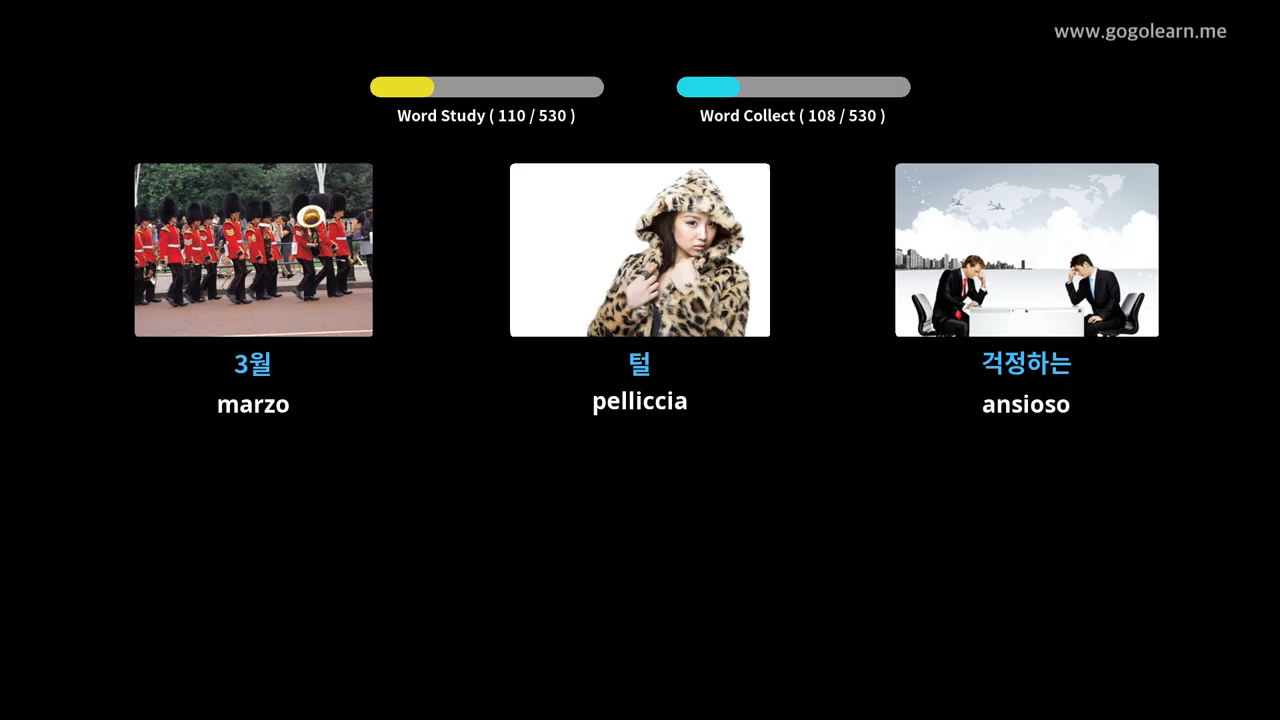 www.gogolearn.me
Word Study ( 110 / 530 )
Word Collect ( 108 / 530 )
3월
marzo
털
pelliccia
걱정하는
ansioso